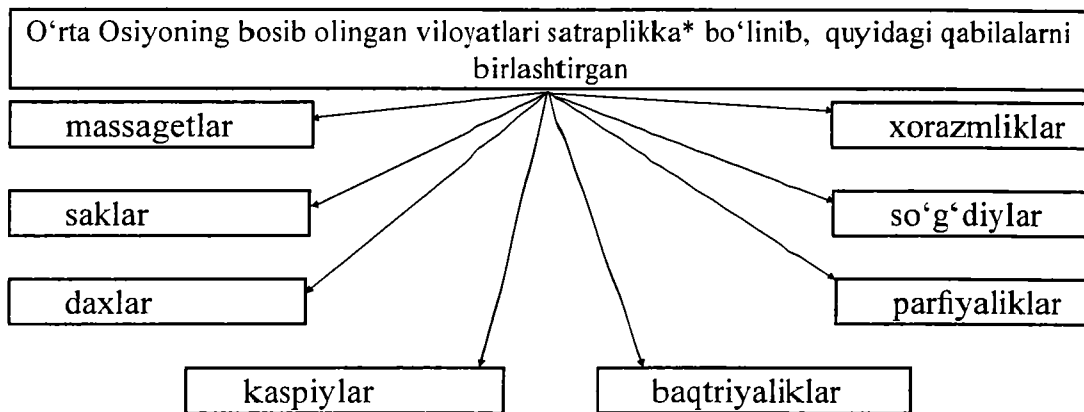 O‘rta Osiyoning bosib olingan viloyatlari satraplikka* bo‘linib, quyidagi qabilalarni
birlashtirgan
massagetlar
xorazmliklar
saklar
so‘g‘diylar
daxlar
parfiyaliklar
kaspiylar
baqtriyaliklar